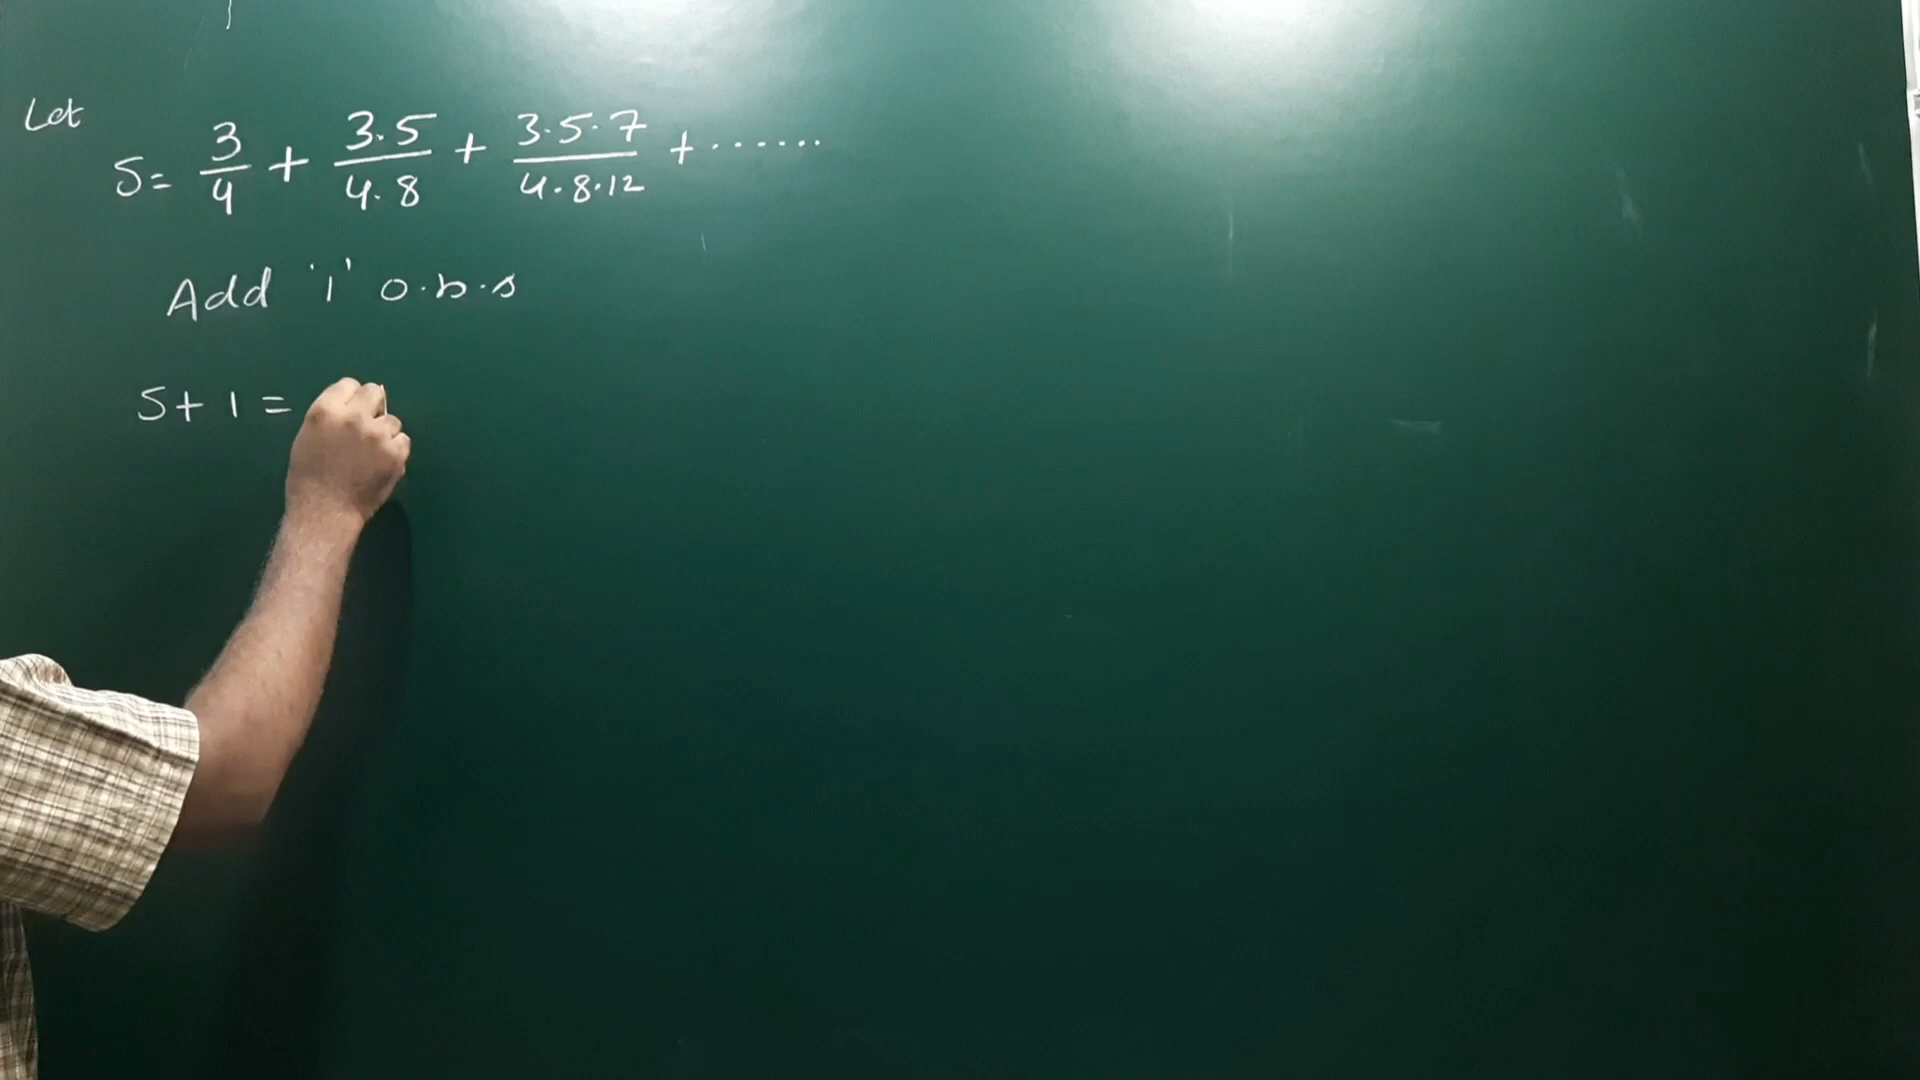 Let
S = 3/4 + 3·5/4·8 + 3·5·7/4·8·12 + ......
Add '1' o.b.s
S + 1 =